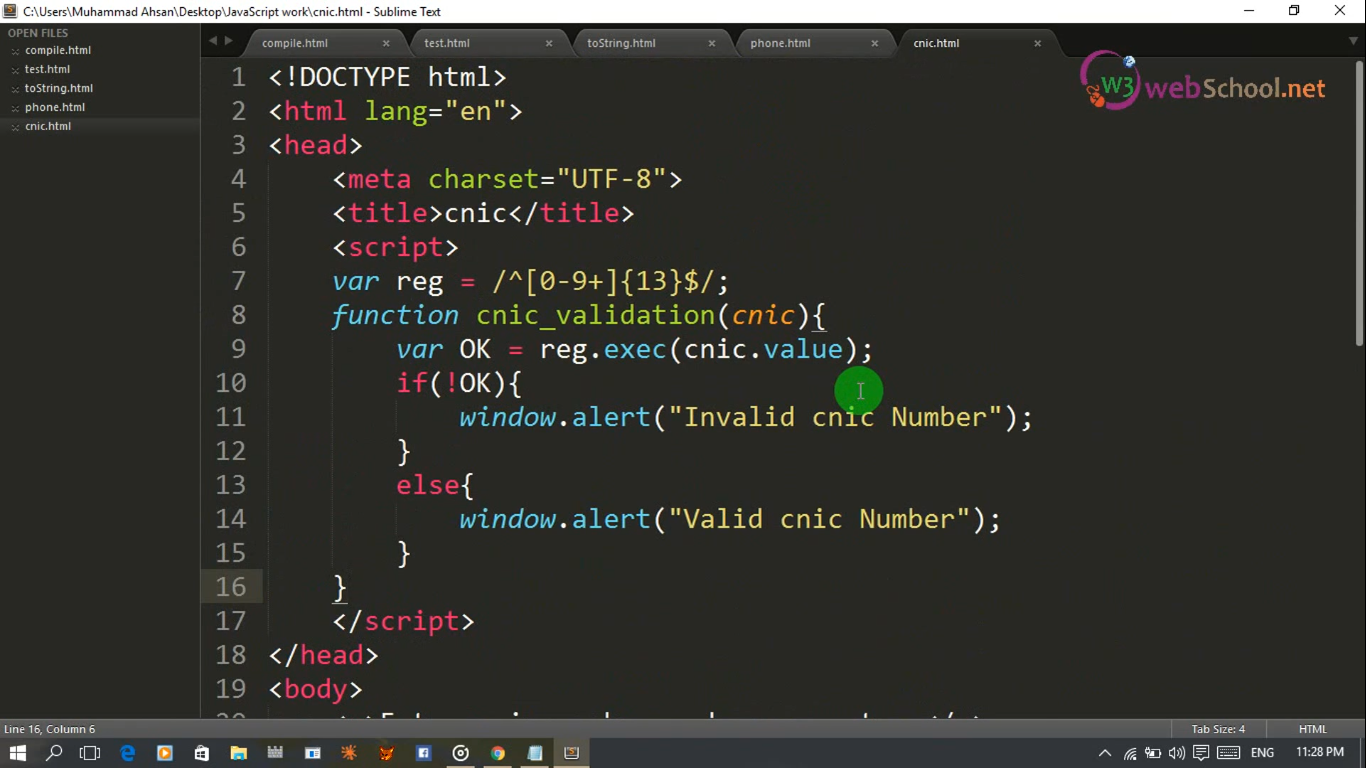 C:\Users\Muhammad Ahsan\Desktop\JavaScript work\cnic.html - Sublime Text
OPEN FILES
compile.html
test.html
toString.html
phone.html
cnic.html
compile.html test.html toString.html phone.html cnic.html
W3 webSchool.net
1 <!DOCTYPE html>
2 <html lang="en">
3 <head>
4     <meta charset="UTF-8">
5     <title>cnic</title>
6     <script>
7     var reg = /^[0-9+]{13}$/;
8     function cnic_validation(cnic){
9         var OK = reg.exec(cnic.value);
10         if(!OK){
11             window.alert("Invalid cnic Number");
12         }
13         else{
14             window.alert("Valid cnic Number");
15         }
16     }
17     </script>
18 </head>
19 <body>
20
Line 16, Column 6 Tab Size: 4 HTML
ENG 11:28 PM